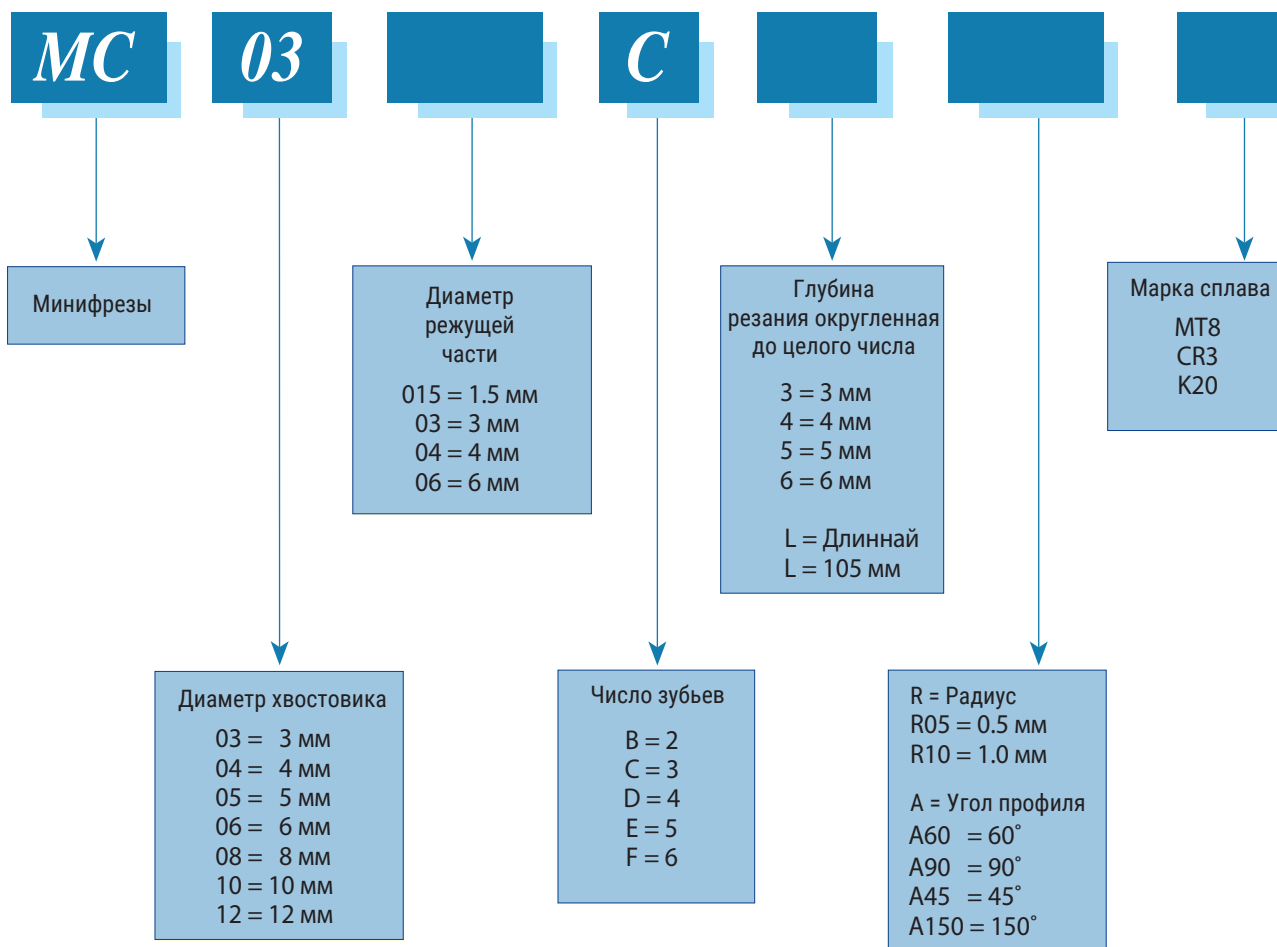 MC
03
C
Минифрезы
Диаметр
режущей
части
015 = 1.5 мм
03 = 3 мм
04 = 4 мм
06 = 6 мм
Глубина
резания округленная
до целого числа
3 = 3 мм
4 = 4 мм
5 = 5 мм
6 = 6 мм
L = Длиннай
L = 105 мм
Марка сплава
MT8
CR3
K20
Диаметр хвостовика
03 = 3 мм
04 = 4 мм
05 = 5 мм
06 = 6 мм
08 = 8 мм
10 = 10 мм
12 = 12 мм
Число зубьев
B = 2
C = 3
D = 4
E = 5
F = 6
R = Радиус
R05 = 0.5 мм
R10 = 1.0 мм
A = Угол профиля
A60 = 60°
A90 = 90°
A45 = 45°
A150 = 150°